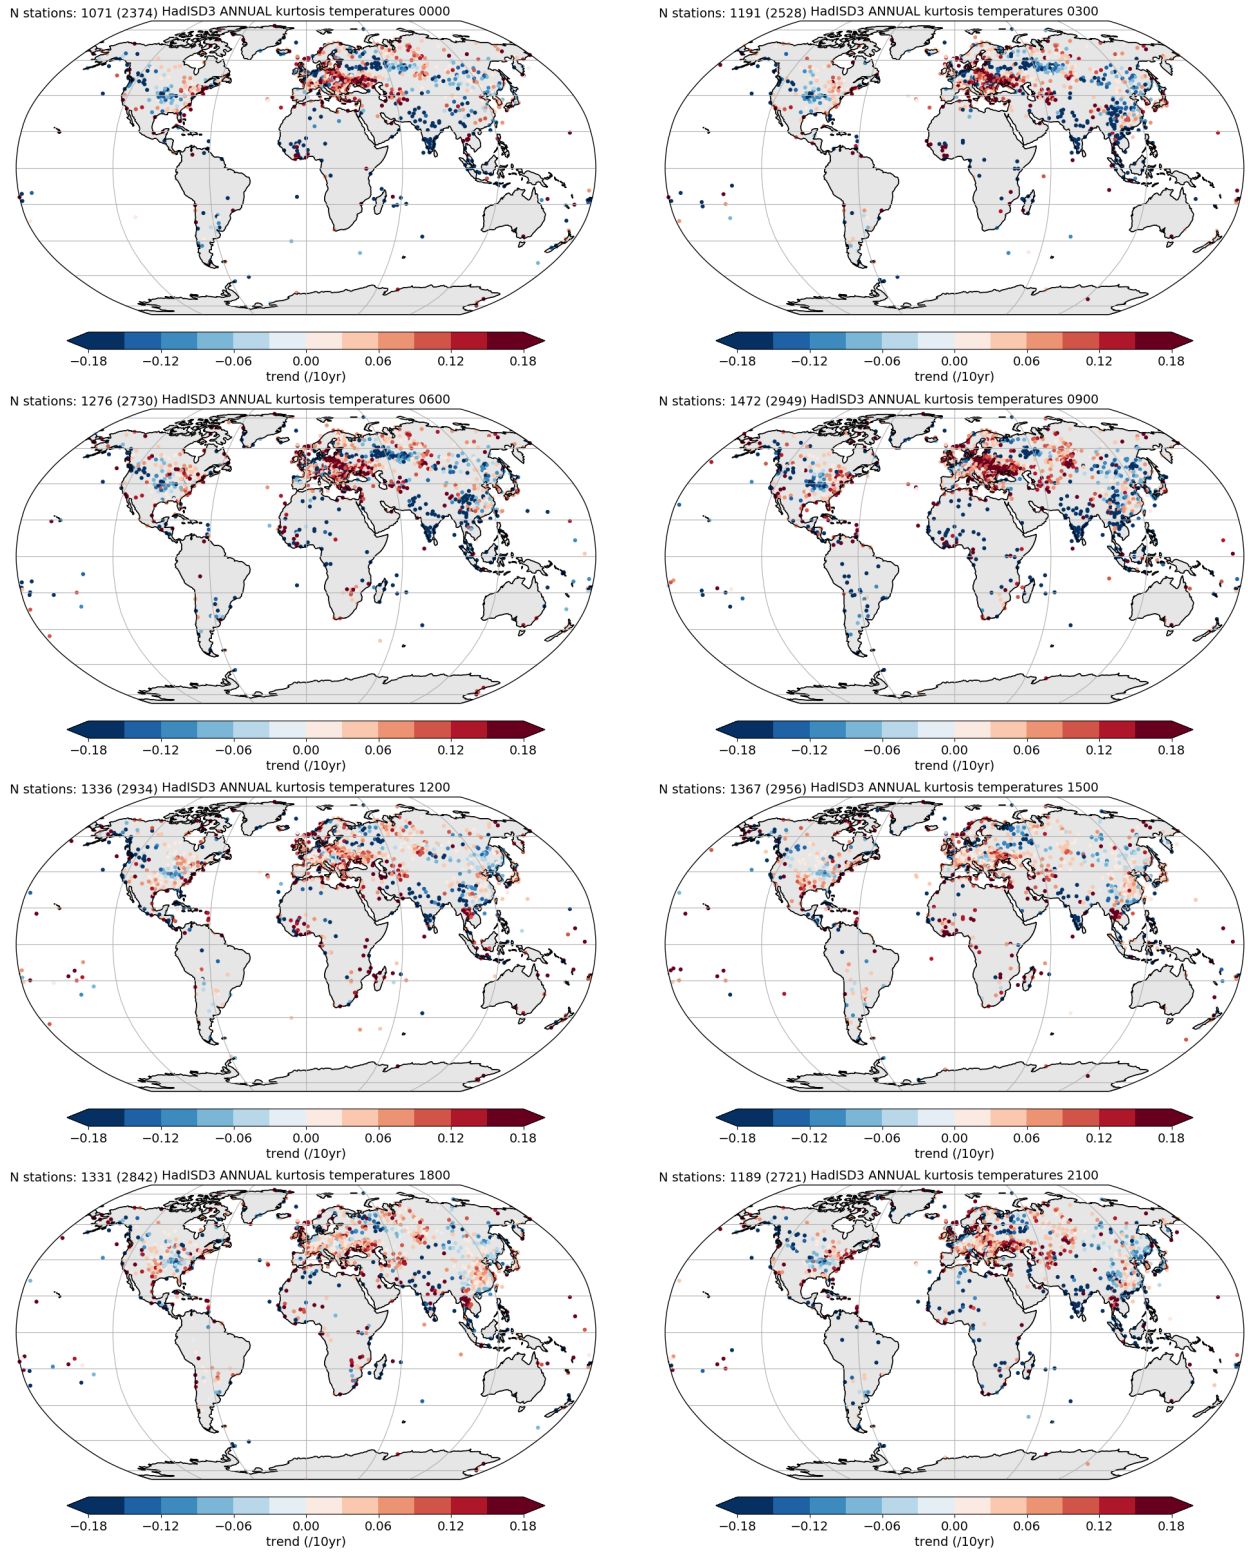 N stations: 1071 (2374) HadISD3 ANNUAL kurtosis temperatures 0000
N stations: 1191 (2528) HadISD3 ANNUAL kurtosis temperatures 0300
−0.18 −0.12 −0.06 0.00 0.06 0.12 0.18
trend (/10yr)
−0.18 −0.12 −0.06 0.00 0.06 0.12 0.18
trend (/10yr)
N stations: 1276 (2730) HadISD3 ANNUAL kurtosis temperatures 0600
N stations: 1472 (2949) HadISD3 ANNUAL kurtosis temperatures 0900
−0.18 −0.12 −0.06 0.00 0.06 0.12 0.18
trend (/10yr)
−0.18 −0.12 −0.06 0.00 0.06 0.12 0.18
trend (/10yr)
N stations: 1336 (2934) HadISD3 ANNUAL kurtosis temperatures 1200
N stations: 1367 (2956) HadISD3 ANNUAL kurtosis temperatures 1500
−0.18 −0.12 −0.06 0.00 0.06 0.12 0.18
trend (/10yr)
−0.18 −0.12 −0.06 0.00 0.06 0.12 0.18
trend (/10yr)
N stations: 1331 (2842) HadISD3 ANNUAL kurtosis temperatures 1800
N stations: 1189 (2721) HadISD3 ANNUAL kurtosis temperatures 2100
−0.18 −0.12 −0.06 0.00 0.06 0.12 0.18
trend (/10yr)
−0.18 −0.12 −0.06 0.00 0.06 0.12 0.18
trend (/10yr)